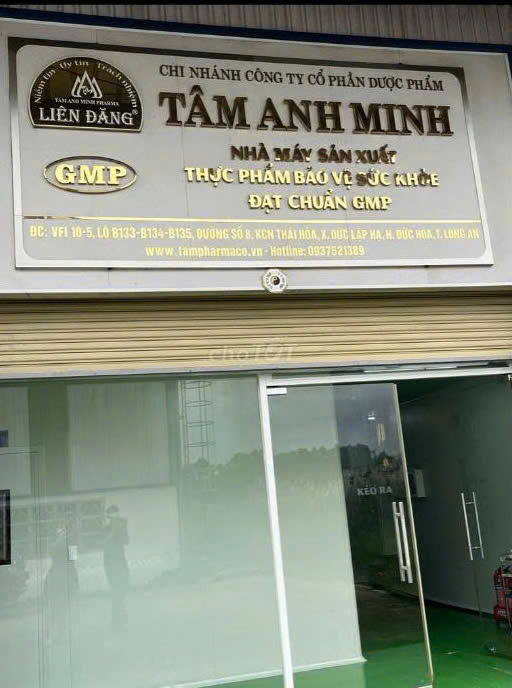 Niềm tin - Uy tín - Trách nhiệm
TAM ANH MINH PHARMA
LIÊN ĐĂNG®
GMP
CHI NHÁNH CÔNG TY CỔ PHẦN DƯỢC PHẨM
TÂM ANH MINH
NHÀ MÁY SẢN XUẤT
THỰC PHẨM BẢO VỆ SỨC KHỎE
ĐẠT CHUẨN GMP
ĐC: VFI 10-5, LÔ B133-B134-B135, ĐƯỜNG SỐ 8, KCN THÁI HÒA, X. ĐỨC LẬP HẠ, H. ĐỨC HÒA, T. LONG AN
www.tampharmaco.vn - Hotline: 0937521389
chợTỐT
KÉO RA